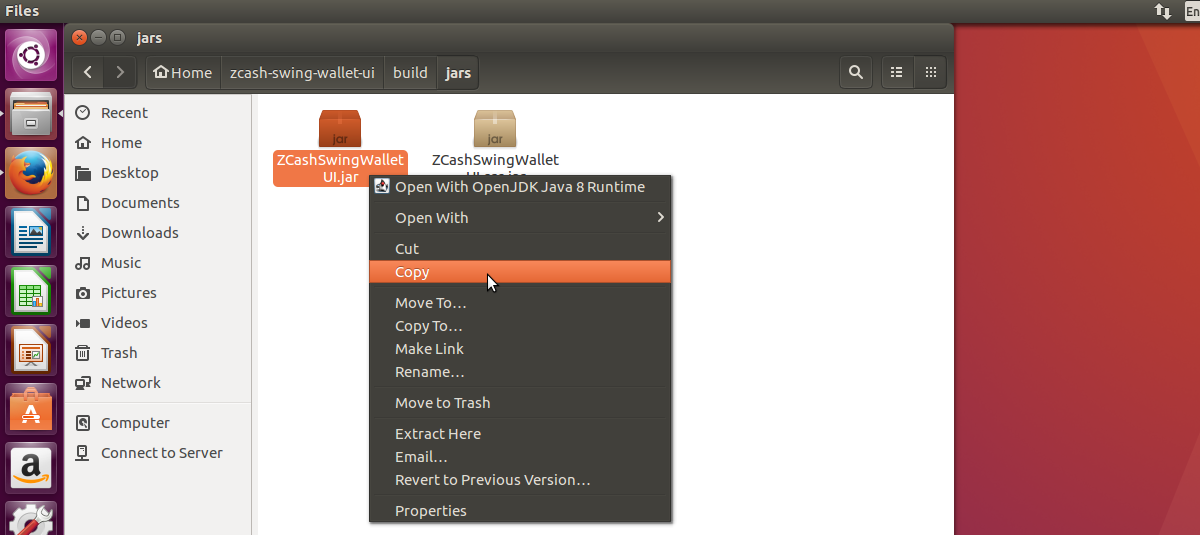 Files
En
jars
Home
zcash-swing-wallet-ui
build
jars
Recent
Home
Desktop
Documents
Downloads
Music
Pictures
Videos
Trash
Network
Computer
Connect to Server
jar
ZCashSwingWallet
UI.jar
jar
ZCashSwingWallet
Open With OpenJDK Java 8 Runtime
Open With
Cut
Copy
Move To…
Copy To…
Make Link
Rename…
Move to Trash
Extract Here
Email…
Revert to Previous Version…
Properties
A
a